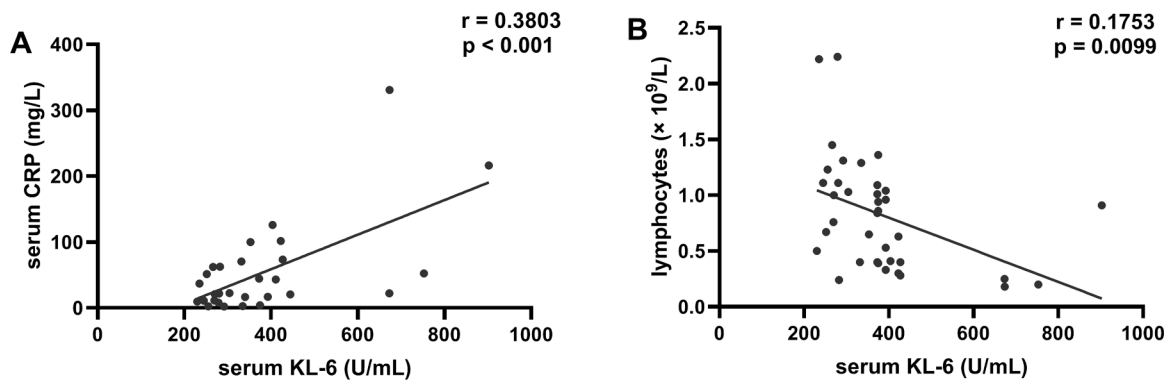 A
r = 0.3803
p < 0.001
400
300
200
100
0
serum CRP (mg/L)
0 200 400 600 800 1000
serum KL-6 (U/mL)
B
r = 0.1753
p = 0.0099
2.5
2.0
1.5
1.0
0.5
0.0
lymphocytes (× 10⁹/L)
0 200 400 600 800 1000
serum KL-6 (U/mL)